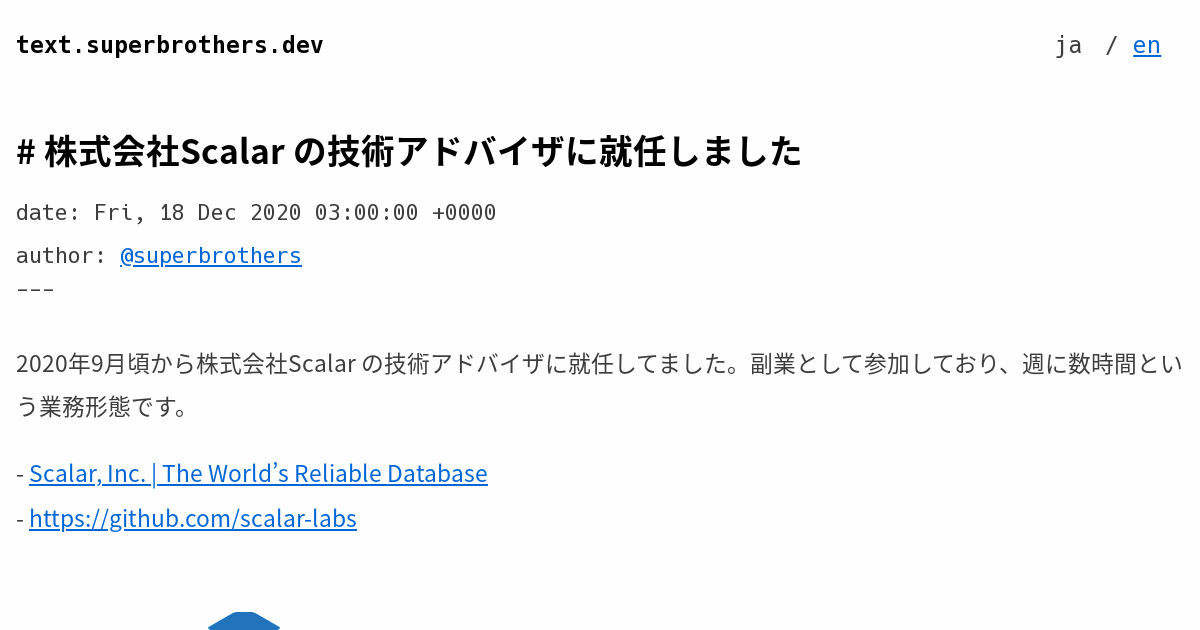 text.superbrothers.dev
ja / en
# 株式会社Scalar の技術アドバイザに就任しました
date: Fri, 18 Dec 2020 03:00:00 +0000
author: @superbrothers
---
2020年9月頃から株式会社Scalar の技術アドバイザに就任してました。副業として参加しており、週に数時間とい
う業務形態です。
- Scalar, Inc. | The World’s Reliable Database
- https://github.com/scalar-labs